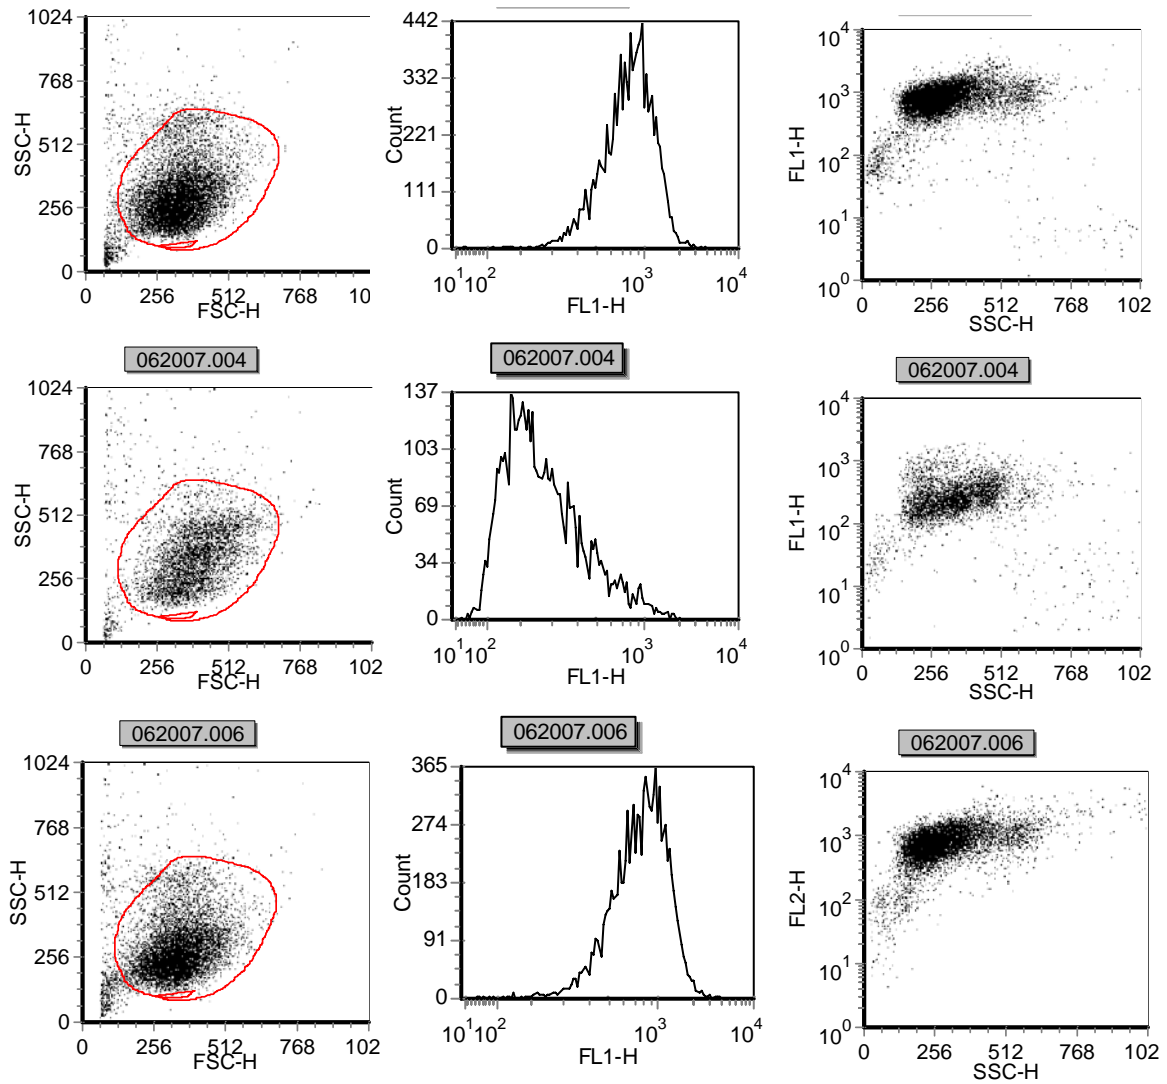 1024
768
512
256
0
SSC-H
0 256 512 768 10
FSC-H
442
332
221
111
0
Count
10¹10² 10³ 10⁴
FL1-H
10⁴
10³
10²
10¹
10⁰
FL1-H
0 256 512 768 102
SSC-H
062007.004
1024
768
512
256
0
SSC-H
0 256 512 768 102
FSC-H
062007.004
137
103
69
34
0
Count
10¹10² 10³ 10⁴
FL1-H
062007.004
10⁴
10³
10²
10¹
10⁰
FL1-H
0 256 512 768 102
SSC-H
062007.006
1024
768
512
256
0
SSC-H
0 256 512 768 102
FSC-H
062007.006
365
274
183
91
0
Count
10¹10² 10³ 10⁴
FL1-H
062007.006
10⁴
10³
10²
10¹
10⁰
FL2-H
0 256 512 768 1024
SSC-H